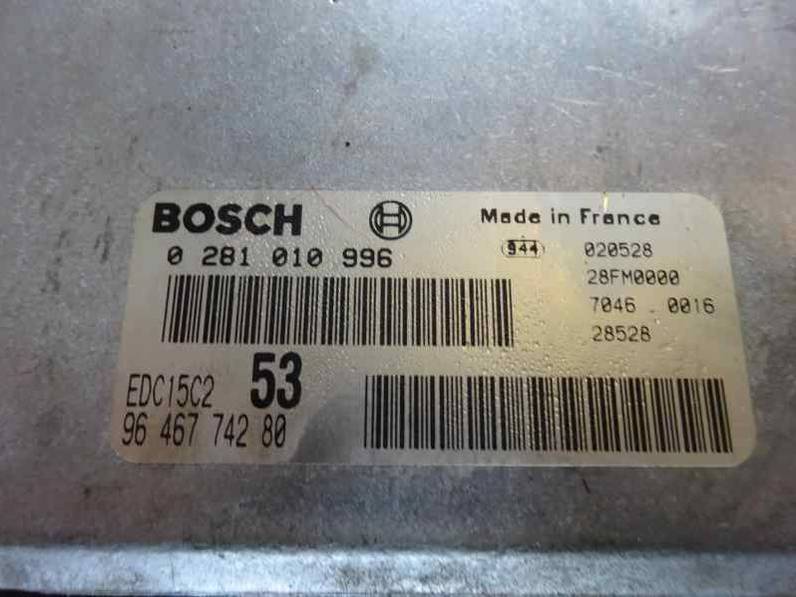 BOSCH Made in France
0 281 010 996 944 020528
28FM0000
7046 . 0016
28528
EDC15C2 53
96 467 742 80